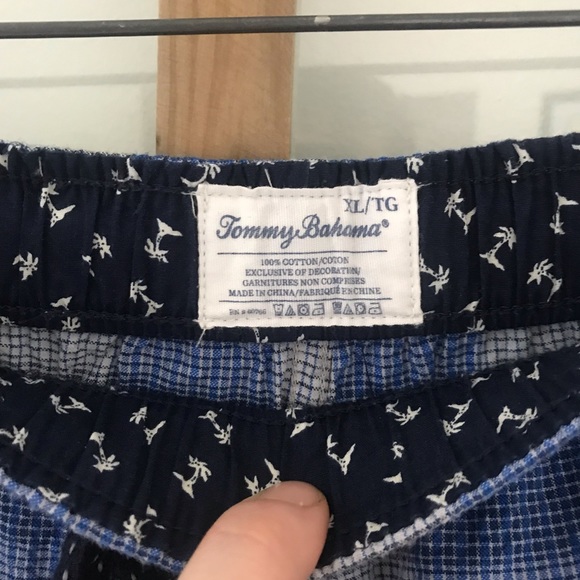 XL/TG
Tommy Bahama®
100% COTTON/COTON
EXCLUSIVE OF DECORATION/
GARNITURES NON COMPRISES
MADE IN CHINA/FABRIQUÉ EN CHINE
RN #